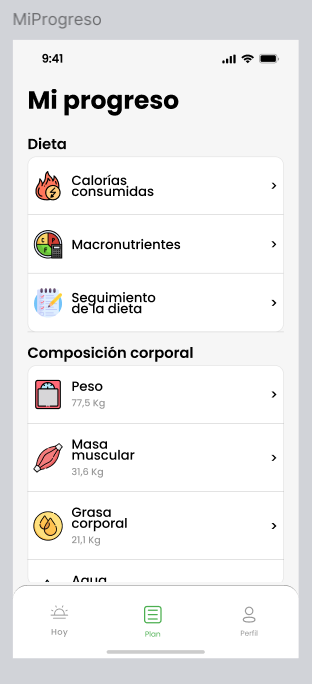 MiProgreso
9:41
Mi progreso
Dieta
Calorías
consumidas
Macronutrientes
Seguimiento
de la dieta
Composición corporal
Peso
77,5 Kg
Masa
muscular
31,6 Kg
Grasa
corporal
21,1 Kg
Agua
Hoy
Plan
Perfil